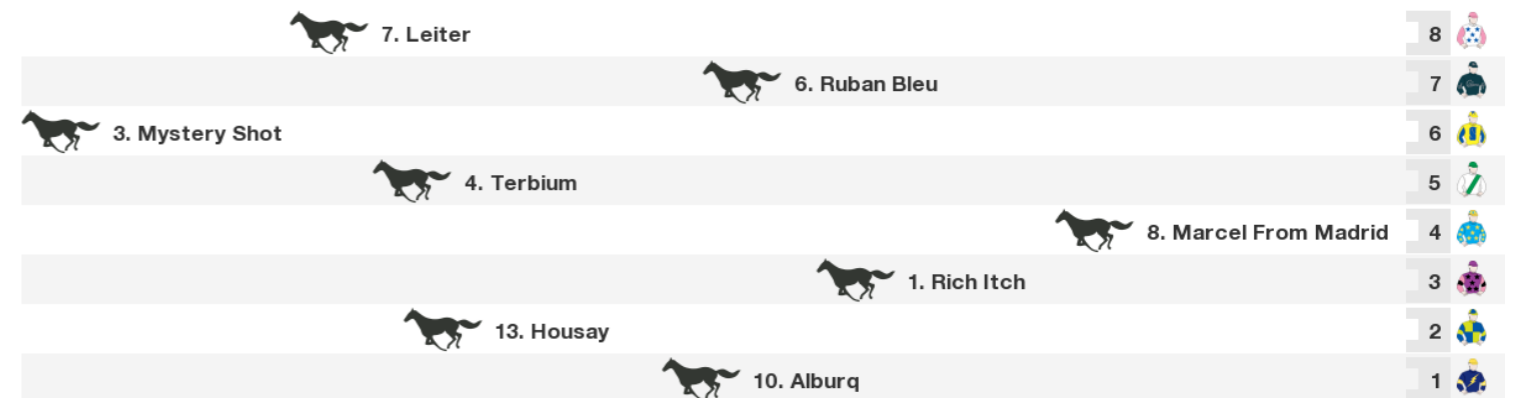 7. Leiter 8
6. Ruban Bleu 7
3. Mystery Shot 6
4. Terbium 5
8. Marcel From Madrid 4
1. Rich Itch 3
13. Housay 2
10. Alburq 1